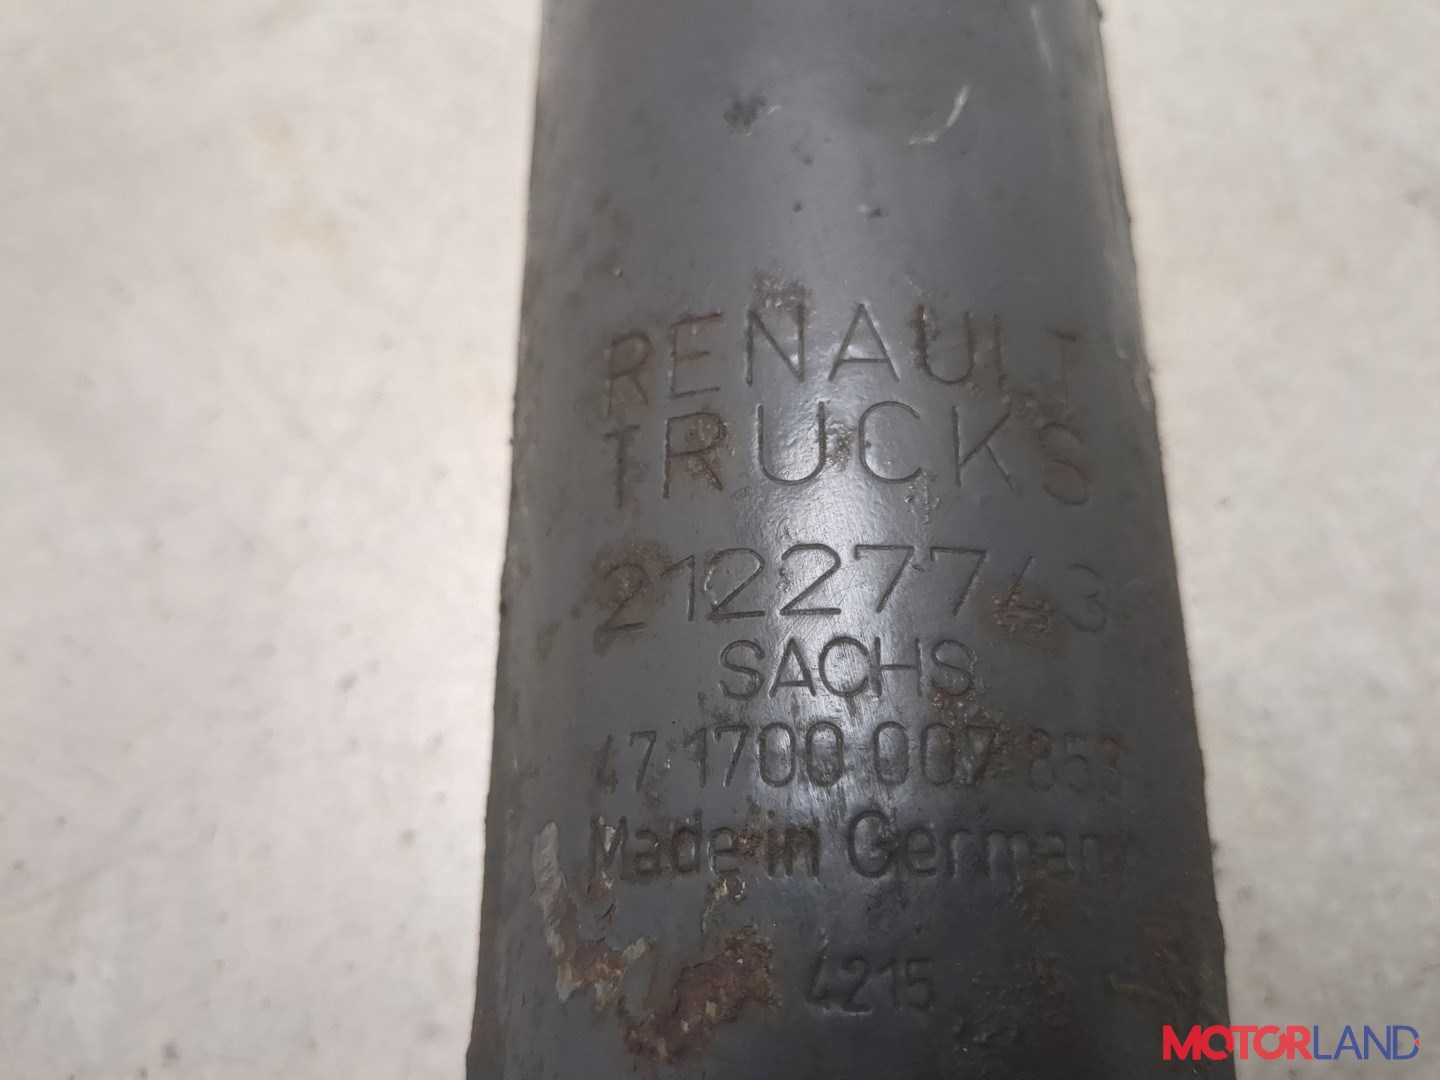 RENAULT
TRUCKS
21227743
SACHS
47 1700 007 853
Made in Germany
4215
MOTORLAND